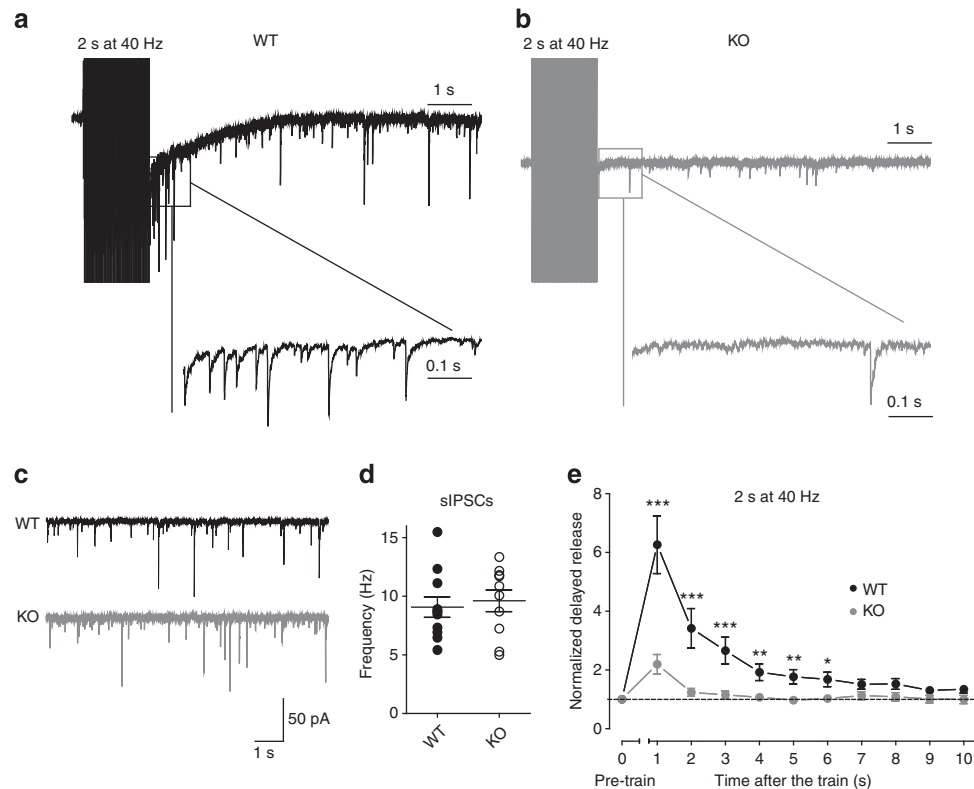 a
b
2 s at 40 Hz
WT
2 s at 40 Hz
KO
1 s
1 s
0.1 s
0.1 s
c
d
e
WT
KO
50 pA
1 s
sIPSCs
Frequency (Hz)
15
10
5
0
WT
KO
2 s at 40 Hz
Normalized delayed release
8
6
4
2
0
***
***
***
**
**
*
WT
KO
0 1 2 3 4 5 6 7 8 9 10
Pre-train
Time after the train (s)